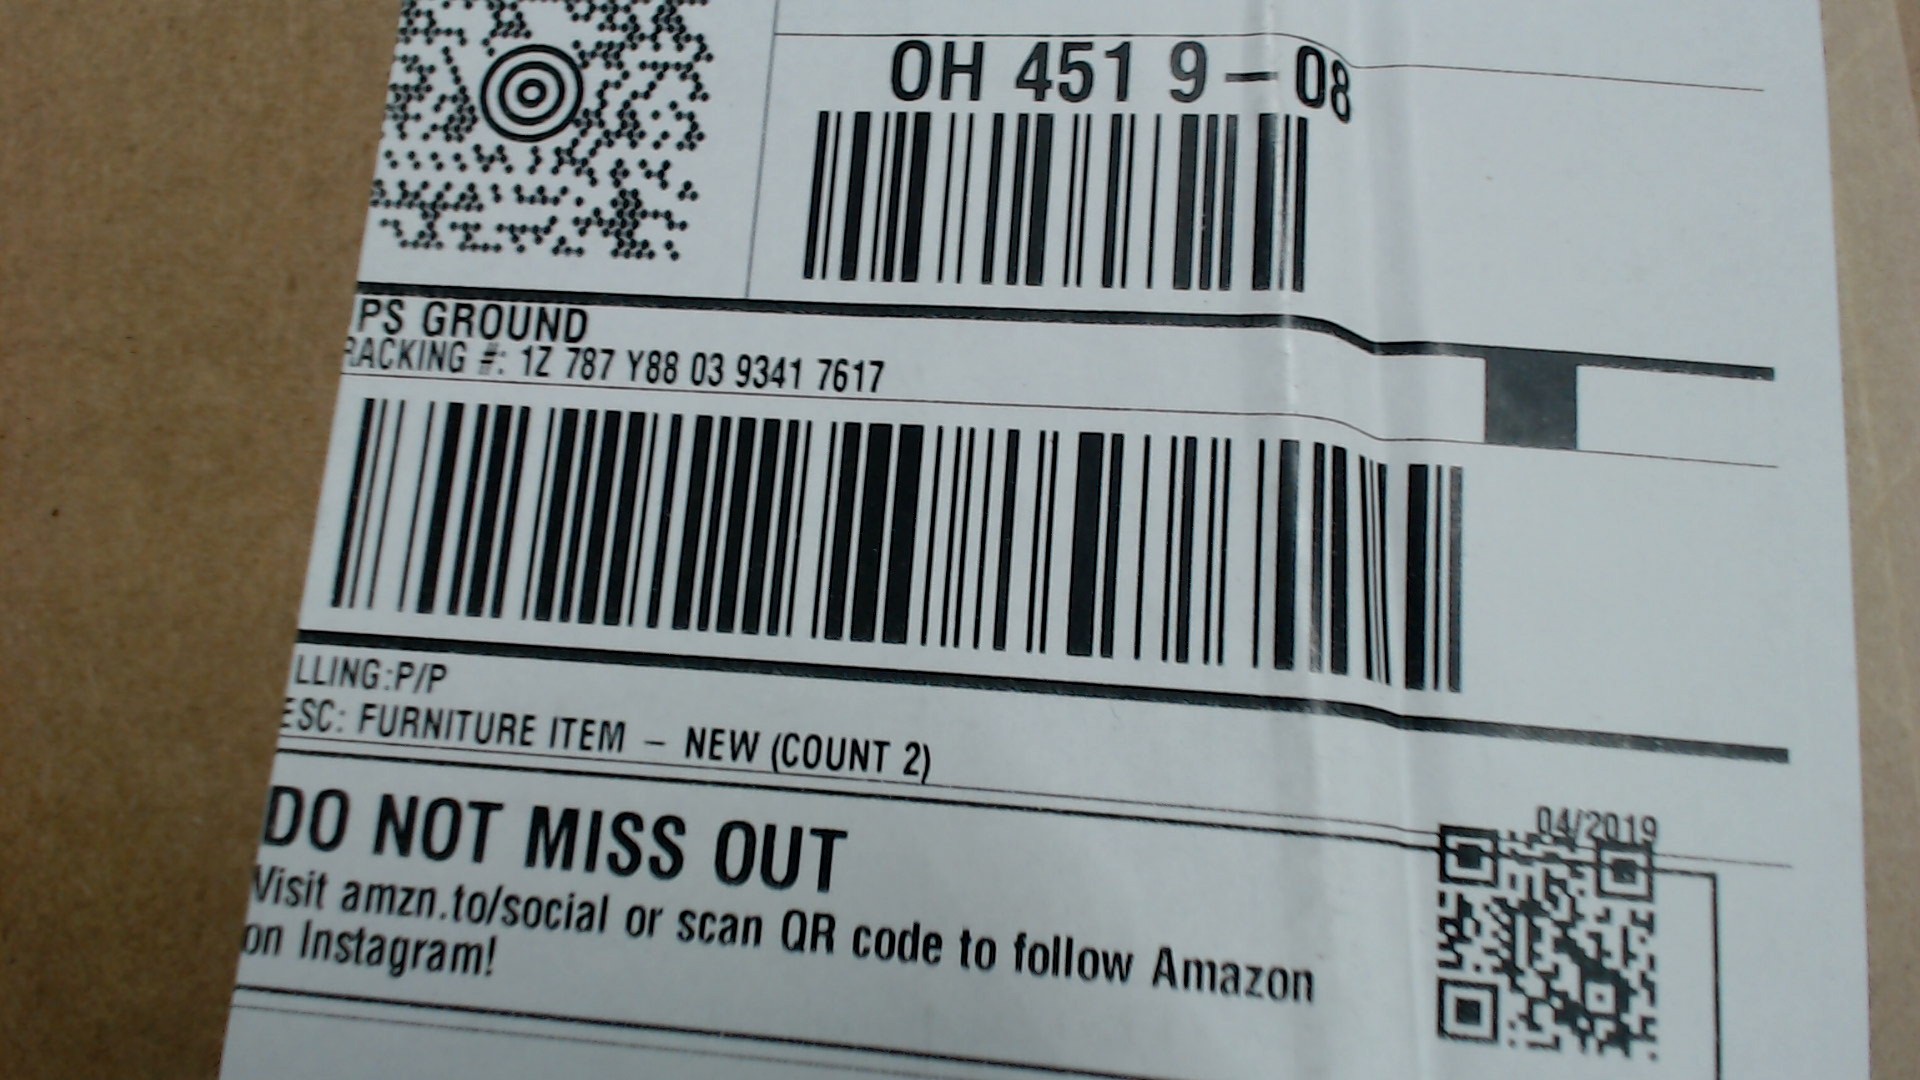 OH 451 9-08
PS GROUND
RACKING #: 1Z 787 Y88 03 9341 7617
LLING:P/P
ESC: FURNITURE ITEM - NEW (COUNT 2)
04/2019
DO NOT MISS OUT
Visit amzn.to/social or scan QR code to follow Amazon
on Instagram!